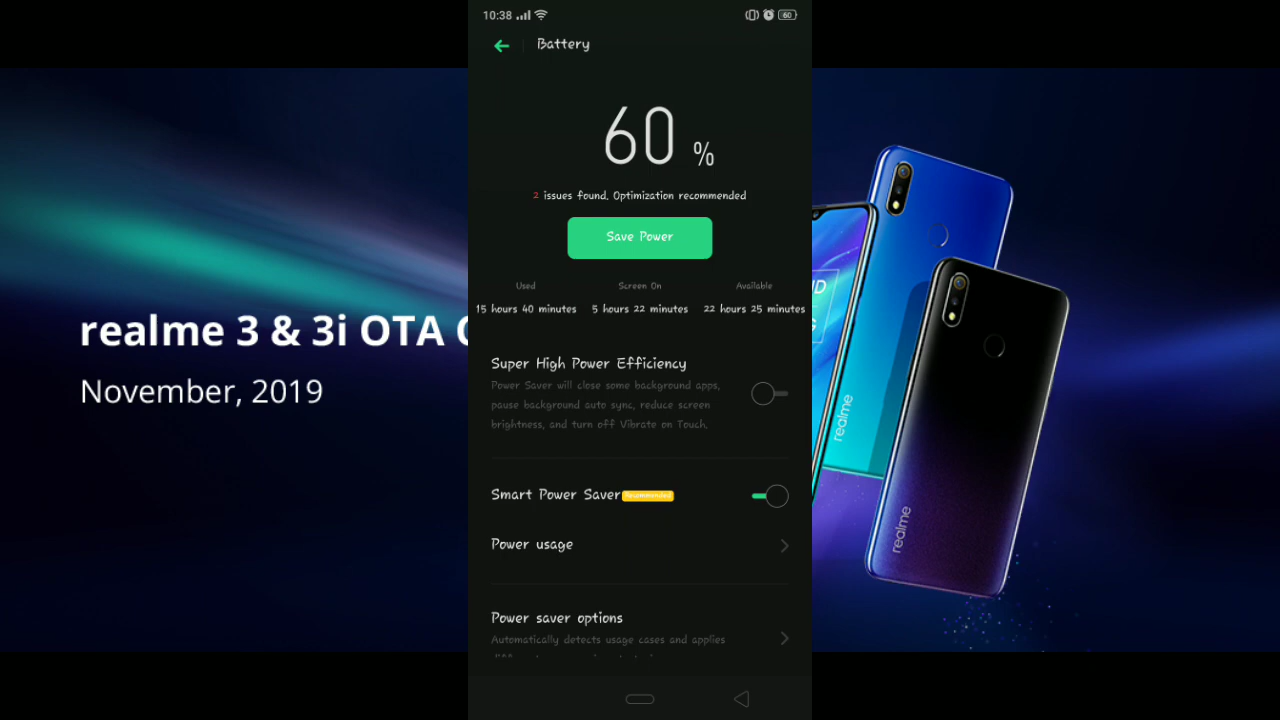 10:38
60
Battery
60 %
2 issues found. Optimization recommended
Save Power
Used
Screen On
Available
15 hours 40 minutes
5 hours 22 minutes
22 hours 25 minutes
realme 3 & 3i OTA
November, 2019
Super High Power Efficiency
Power Saver will close some background apps,
pause background auto sync, reduce screen
brightness, and turn off Vibrate on Touch.
Smart Power Saver Recommended
Power usage
Power saver options
Automatically detects usage cases and applies
realme
realme